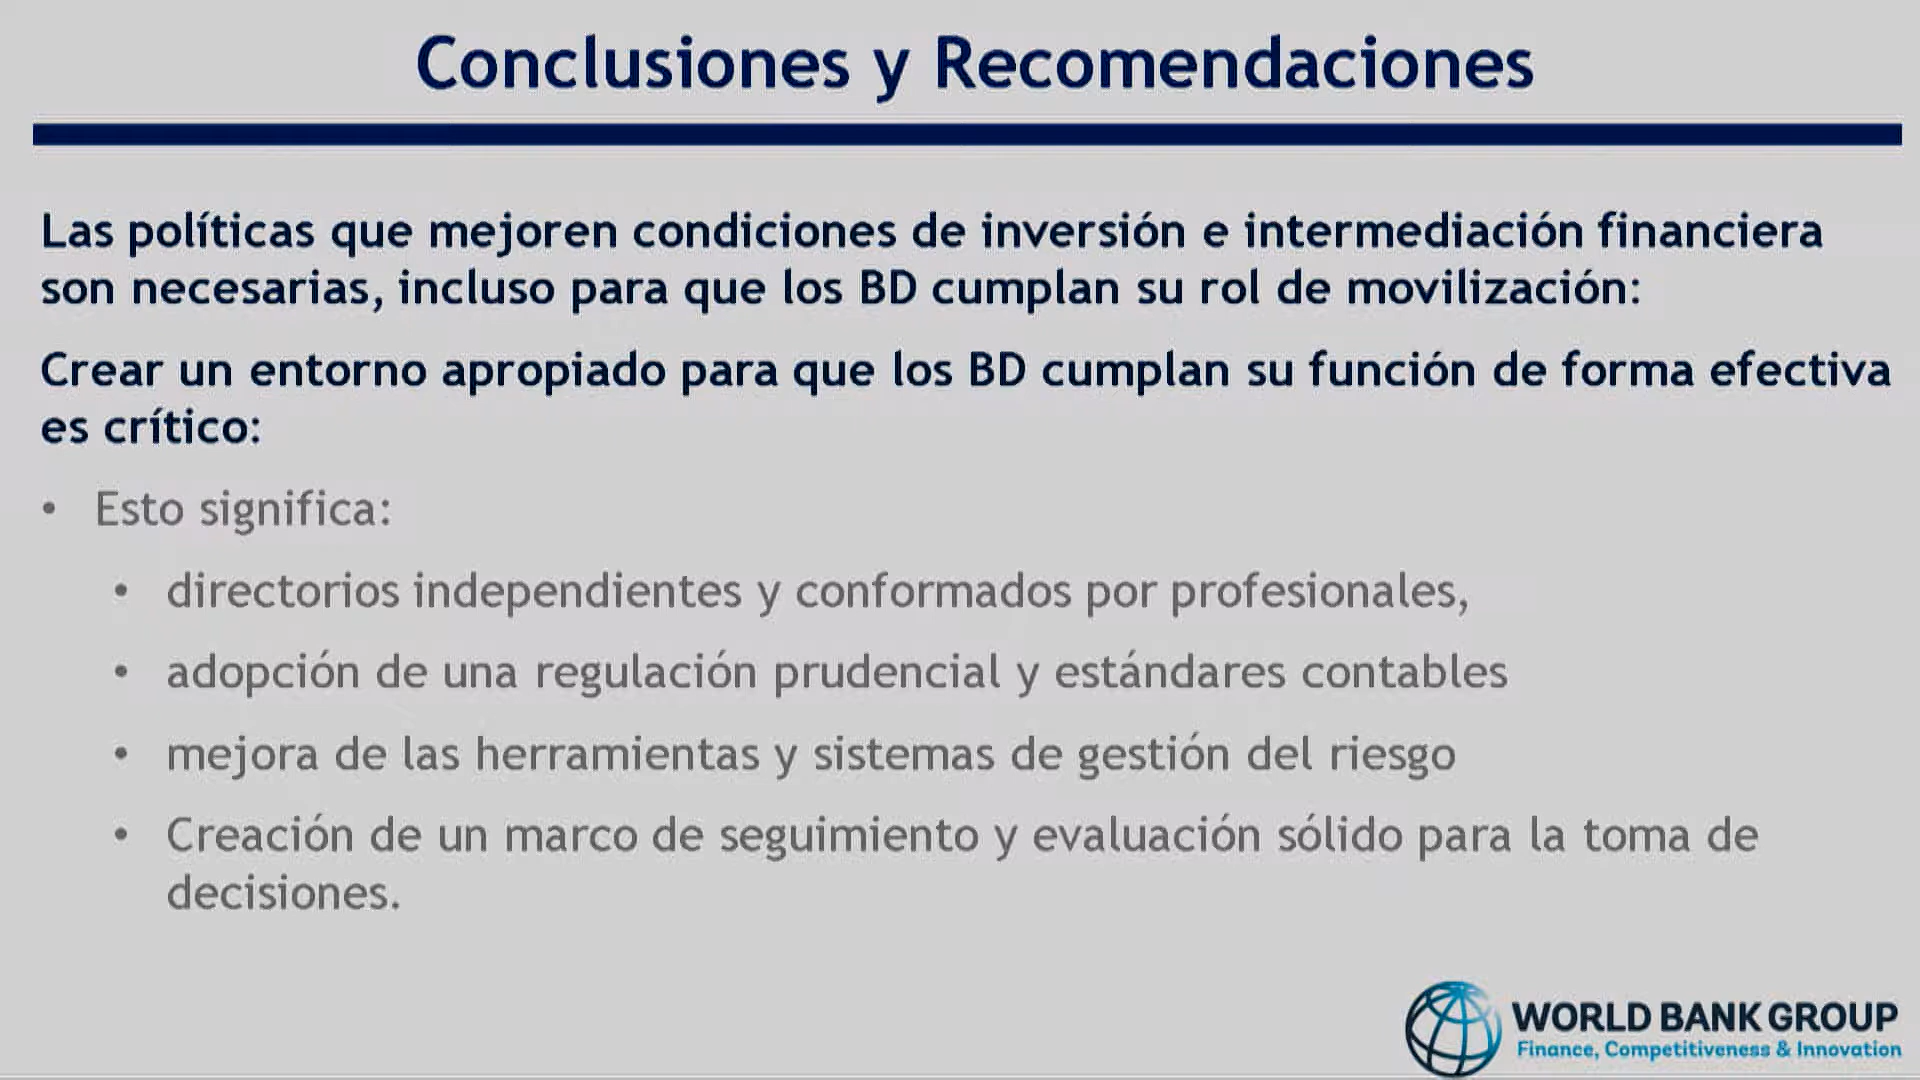 Conclusiones y Recomendaciones
Las políticas que mejoren condiciones de inversión e intermediación financiera
son necesarias, incluso para que los BD cumplan su rol de movilización:
Crear un entorno apropiado para que los BD cumplan su función de forma efectiva
es crítico:
• Esto significa:
• directorios independientes y conformados por profesionales,
• adopción de una regulación prudencial y estándares contables
• mejora de las herramientas y sistemas de gestión del riesgo
• Creación de un marco de seguimiento y evaluación sólido para la toma de
decisiones.
WORLD BANK GROUP
Finance, Competitiveness & Innovation